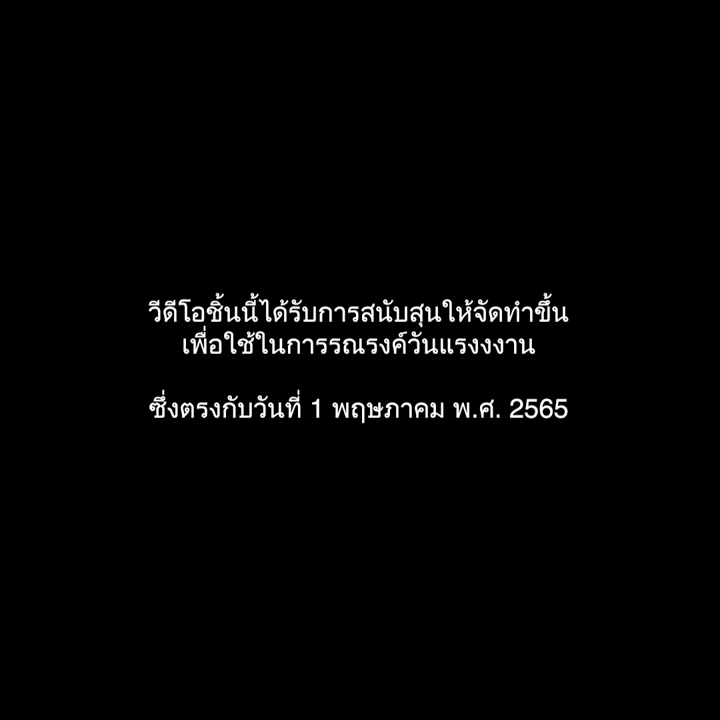 วีดีโอชิ้นนี้ได้รับการสนับสุนให้จัดทำขึ้น
เพื่อใช้ในการรณรงค์วันแรงงงาน
ซึ่งตรงกับวันที่ 1 พฤษภาคม พ.ศ. 2565